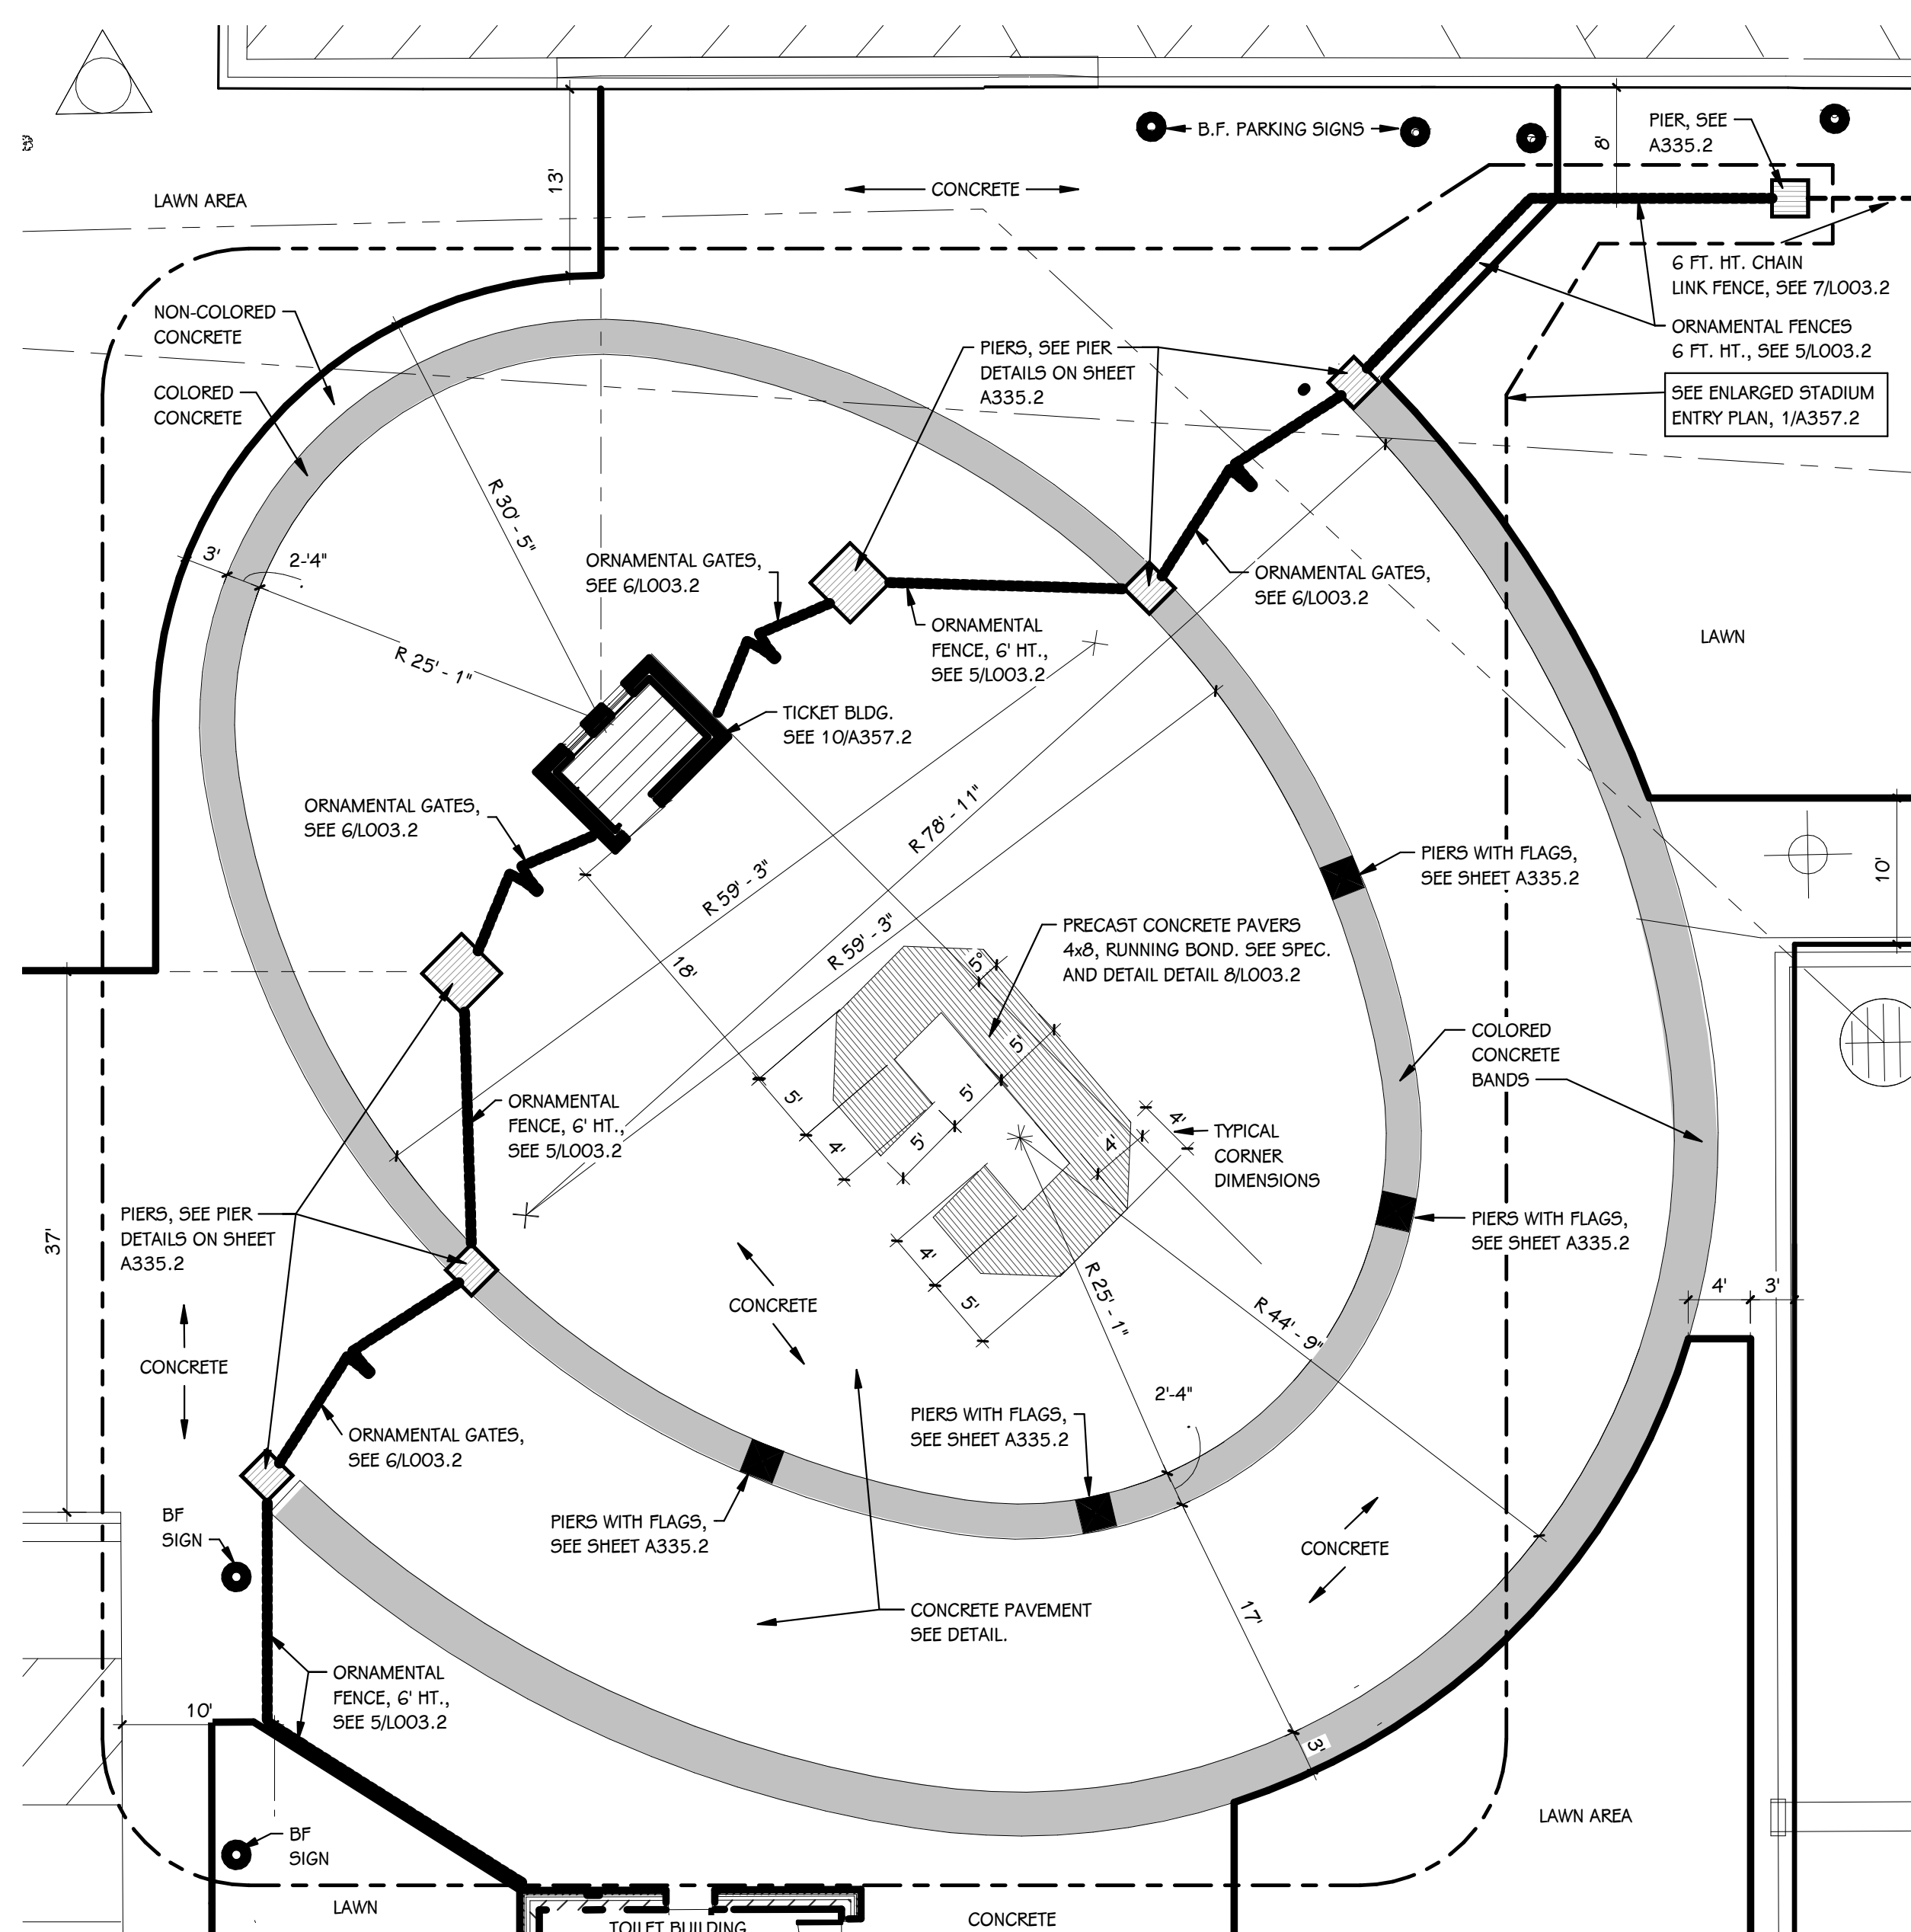 PIER, SEE
A335.2
B.F. PARKING SIGNS
8'
13'
CONCRETE
LAWN AREA
6 FT. HT. CHAIN
LINK FENCE, SEE 7/L003.2
NON-COLORED
CONCRETE
ORNAMENTAL FENCES
6 FT. HT., SEE 5/L003.2
PIERS, SEE PIER
DETAILS ON SHEET
A335.2
COLORED
CONCRETE
SEE ENLARGED STADIUM
ENTRY PLAN, 1/A357.2
R 30' - 5"
3'
2-'4"
ORNAMENTAL GATES,
SEE 6/L003.2
ORNAMENTAL GATES,
SEE 6/L003.2
ORNAMENTAL
FENCE, 6' HT.,
SEE 5/L003.2
LAWN
R 25' - 1"
TICKET BLDG.
SEE 10/A357.2
ORNAMENTAL GATES,
SEE 6/L003.2
R 78' - 11"
R 59' - 3"
R 59' - 3"
PIERS WITH FLAGS,
SEE SHEET A335.2
10'
PRECAST CONCRETE PAVERS
4x8, RUNNING BOND. SEE SPEC.
AND DETAIL DETAIL 8/L003.2
18'
5°
5'
COLORED
CONCRETE
BANDS
5'
5'
ORNAMENTAL
FENCE, 6' HT.,
SEE 5/L003.2
4'
5'
4'
4'
TYPICAL
CORNER
DIMENSIONS
PIERS, SEE PIER
DETAILS ON SHEET
A335.2
37'
PIERS WITH FLAGS,
SEE SHEET A335.2
4'
5'
R 25' - 1"
R 44' - 9"
4'
3'
CONCRETE
CONCRETE
2'-4"
PIERS WITH FLAGS,
SEE SHEET A335.2
ORNAMENTAL GATES,
SEE 6/L003.2
BF
SIGN
PIERS WITH FLAGS,
SEE SHEET A335.2
CONCRETE
CONCRETE PAVEMENT
SEE DETAIL.
17'
ORNAMENTAL
FENCE, 6' HT.,
SEE 5/L003.2
10'
3'
BF
SIGN
LAWN AREA
LAWN
CONCRETE
TOILET BUILDING